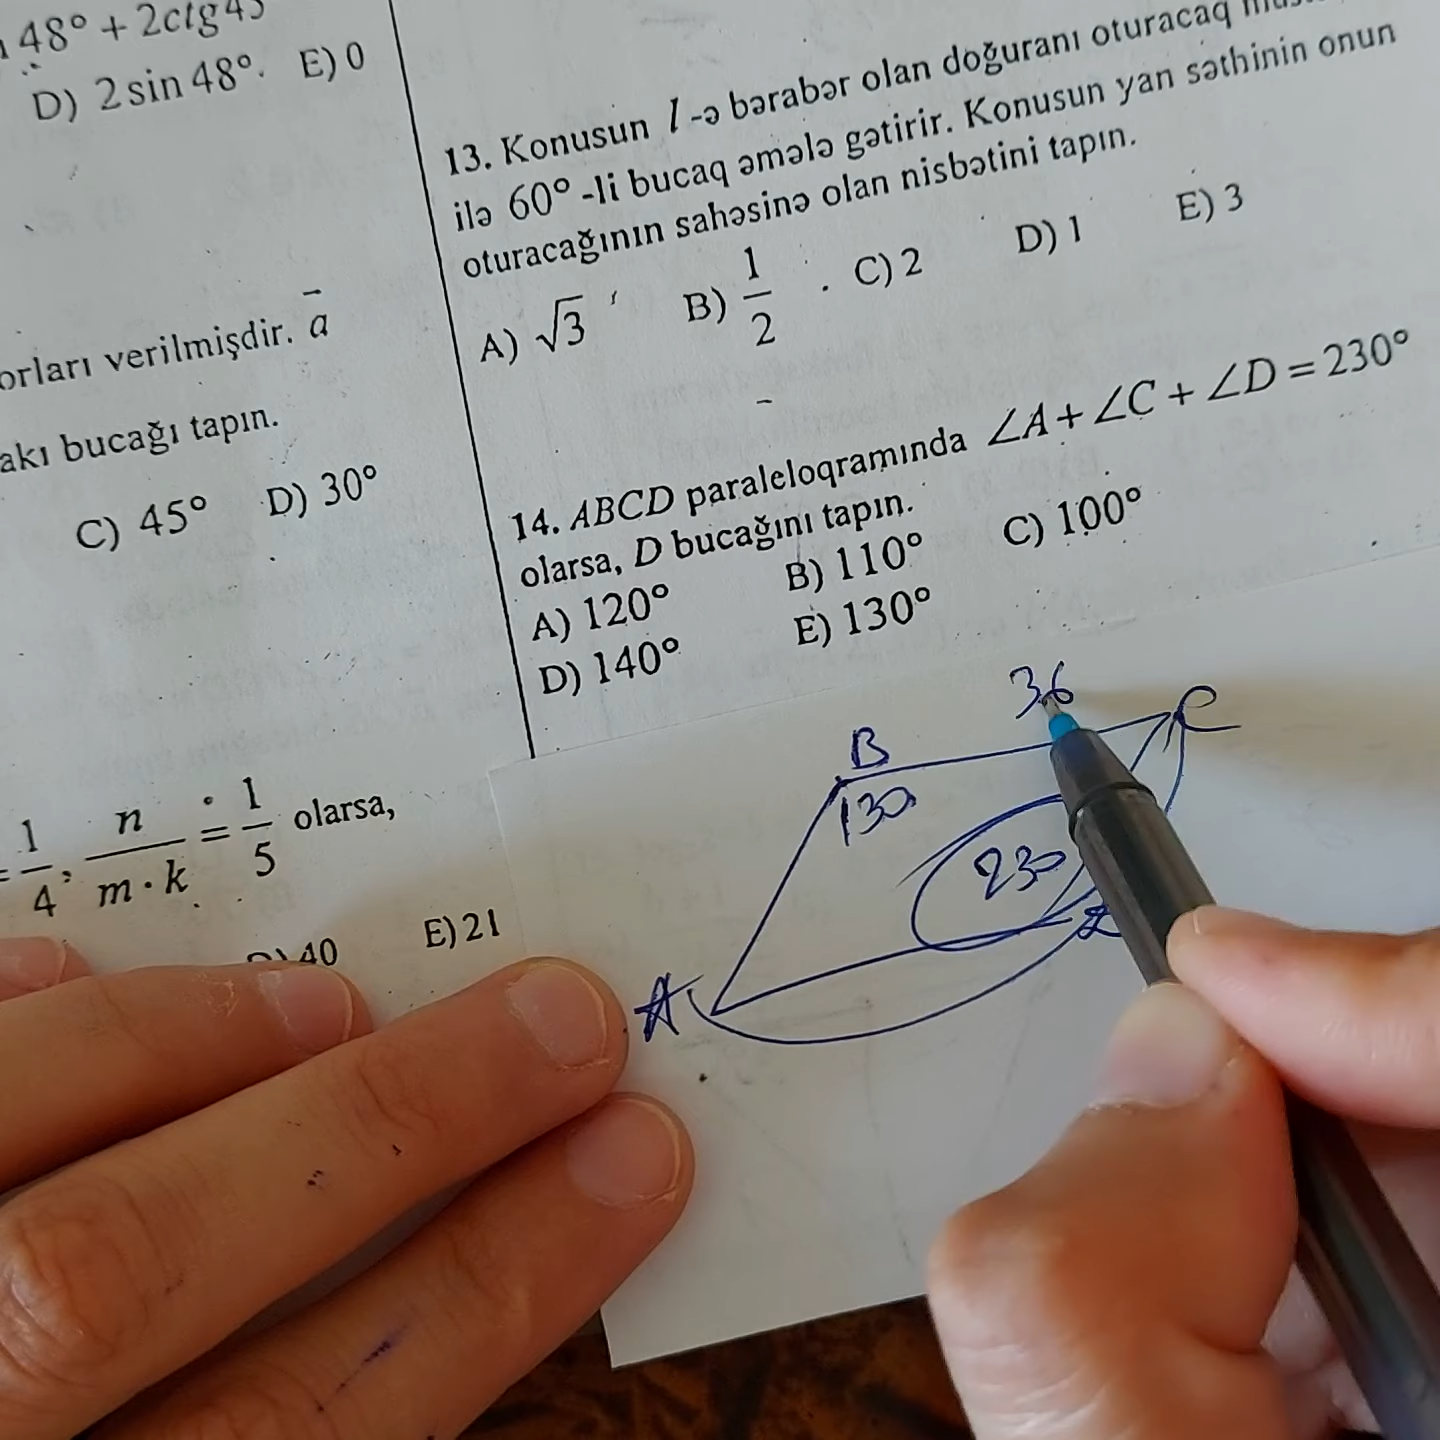 48° + 2ctg45
D) 2 sin 48°. E) 0
orları verilmişdir. a̅
akı bucağı tapın.
C) 45° D) 30°
= 1/4, n/(m · k) = 1/5 olarsa,
40 E) 21
13. Konusun l -ə bərabər olan doğuranı oturacaq
ilə 60° -li bucaq əmələ gətirir. Konusun yan səthinin onun
oturacağının sahəsinə olan nisbətini tapın.
A) √3 B) 1/2 C) 2 D) 1 E) 3
14. ABCD paraleloqramında ∠A + ∠C + ∠D = 230°
olarsa, D bucağını tapın.
A) 120° B) 110° C) 100°
D) 140° E) 130°
36
B C
130
230
A